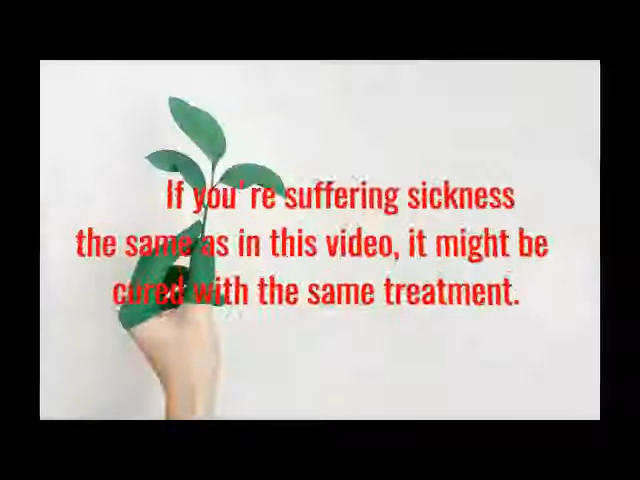 If you're suffering sickness
the same as in this video, it might be
cured with the same treatment.